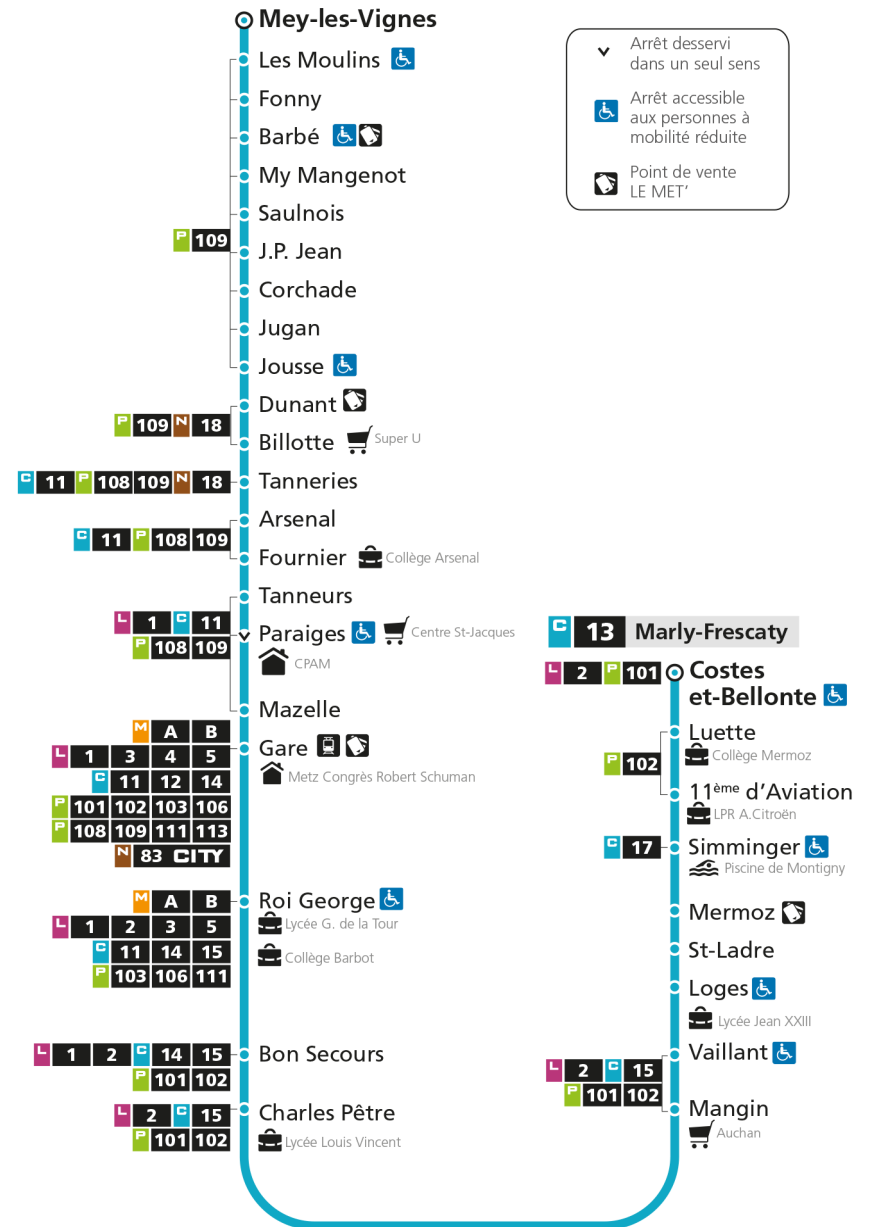 Mey-les-Vignes
Les Moulins
Fonny
Barbé
My Mangenot
Saulnois
P 109
J.P. Jean
Corchade
Jugan
Jousse
Dunant
P 109 N 18
Billotte
Super U
C 11 P 108 109 N 18
Tanneries
Arsenal
C 11 P 108 109
Fournier
Collège Arsenal
Tanneurs
L 1 C 11
P 108 109
Paraiges
Centre St-Jacques
CPAM
Mazelle
M A B
L 1 3 4 5
C 11 12 14
P 101 102 103 106
P 108 109 111 113
N 83 CITY
Gare
Metz Congrès Robert Schuman
M A B
L 1 2 3 5
C 11 14 15
P 103 106 111
Roi George
Lycée G. de la Tour
Collège Barbot
L 1 2 C 14 15
P 101 102
Bon Secours
L 2 C 15
P 101 102
Charles Pêtre
Lycée Louis Vincent
Arrêt desservi
dans un seul sens
Arrêt accessible
aux personnes à
mobilité réduite
Point de vente
LE MET'
C 13 Marly-Frescaty
L 2 P 101
Costes
et-Bellonte
Luette
Collège Mermoz
P 102
11ème d'Aviation
LPR A.Citroën
C 17
Simminger
Piscine de Montigny
Mermoz
St-Ladre
Loges
Lycée Jean XXIII
Vaillant
L 2 C 15
P 101 102
Mangin
Auchan